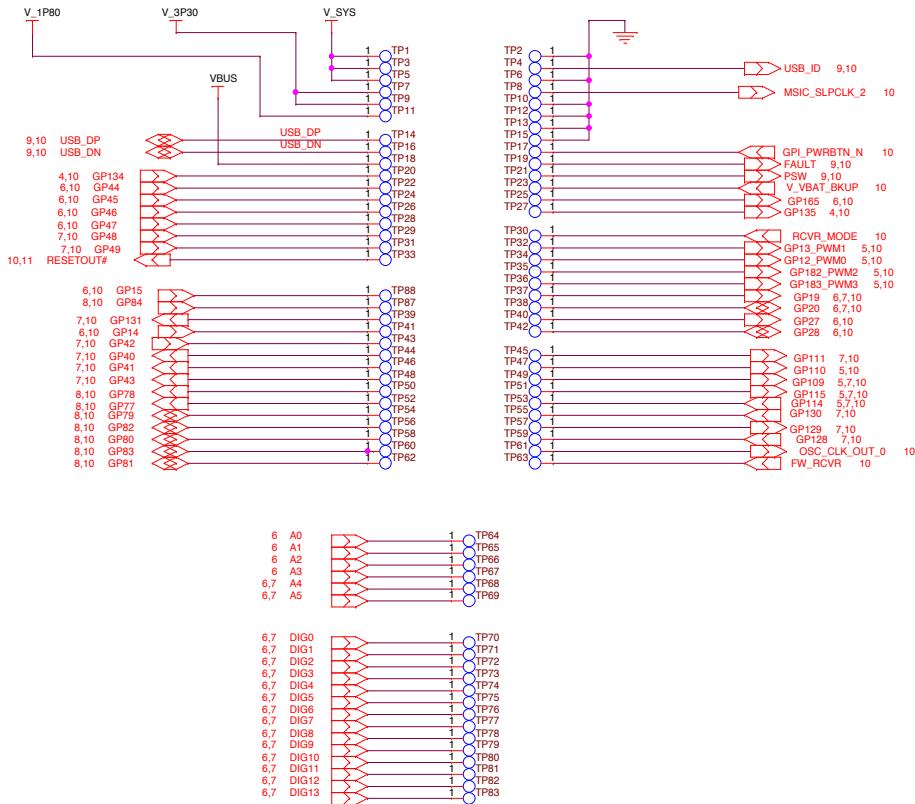 V_1P80 V_3P30 V_SYS
VBUS
1 TP1
1 TP3
1 TP5
1 TP7
1 TP9
1 TP11
9,10 USB_DP USB_DP 1 TP14
9,10 USB_DN USB_DN 1 TP16
1 TP18
4,10 GP134 1 TP20
6,10 GP44 1 TP22
6,10 GP45 1 TP24
6,10 GP46 1 TP26
6,10 GP47 1 TP28
7,10 GP48 1 TP29
7,10 GP49 1 TP31
10,11 RESETOUT# 1 TP33
6,10 GP15 1 TP88
8,10 GP84 1 TP87
7,10 GP131 1 TP39
6,10 GP14 1 TP41
7,10 GP42 1 TP43
7,10 GP40 1 TP44
7,10 GP41 1 TP46
7,10 GP43 1 TP48
8,10 GP78 1 TP50
8,10 GP77 1 TP52
8,10 GP79 1 TP54
8,10 GP82 1 TP56
8,10 GP80 1 TP58
8,10 GP83 1 TP60
8,10 GP81 1 TP62
TP2 1
TP4 1 USB_ID 9,10
TP6 1
TP8 1 MSIC_SLPCLK_2 10
TP10 1
TP12 1
TP13 1
TP15 1
TP17 1 GPI_PWRBTN_N 10
TP19 1 FAULT 9,10
TP21 1 PSW 9,10
TP23 1 V_VBAT_BKUP 10
TP25 1 GP165 6,10
TP27 1 GP135 4,10
TP30 1 RCVR_MODE 10
TP32 1 GP13_PWM1 5,10
TP34 1 GP12_PWM0 5,10
TP35 1 GP182_PWM2 5,10
TP36 1 GP183_PWM3 5,10
TP37 1 GP19 6,7,10
TP38 1 GP20 6,7,10
TP40 1 GP27 6,10
TP42 1 GP28 6,10
TP45 1 GP111 7,10
TP47 1 GP110 5,10
TP49 1 GP109 5,7,10
TP51 1 GP115 5,7,10
TP53 1 GP114 5,7,10
TP55 1 GP130 7,10
TP57 1 GP129 7,10
TP59 1 GP128 7,10
TP61 1 OSC_CLK_OUT_0 10
TP63 1 FW_RCVR 10
6 A0 1 TP64
6 A1 1 TP65
6 A2 1 TP66
6 A3 1 TP67
6,7 A4 1 TP68
6,7 A5 1 TP69
6,7 DIG0 1 TP70
6,7 DIG1 1 TP71
6,7 DIG2 1 TP72
6,7 DIG3 1 TP73
6,7 DIG4 1 TP74
6,7 DIG5 1 TP75
6,7 DIG6 1 TP76
6,7 DIG7 1 TP77
6,7 DIG8 1 TP78
6,7 DIG9 1 TP79
6,7 DIG10 1 TP80
6,7 DIG11 1 TP81
6,7 DIG12 1 TP82
6,7 DIG13 1 TP83